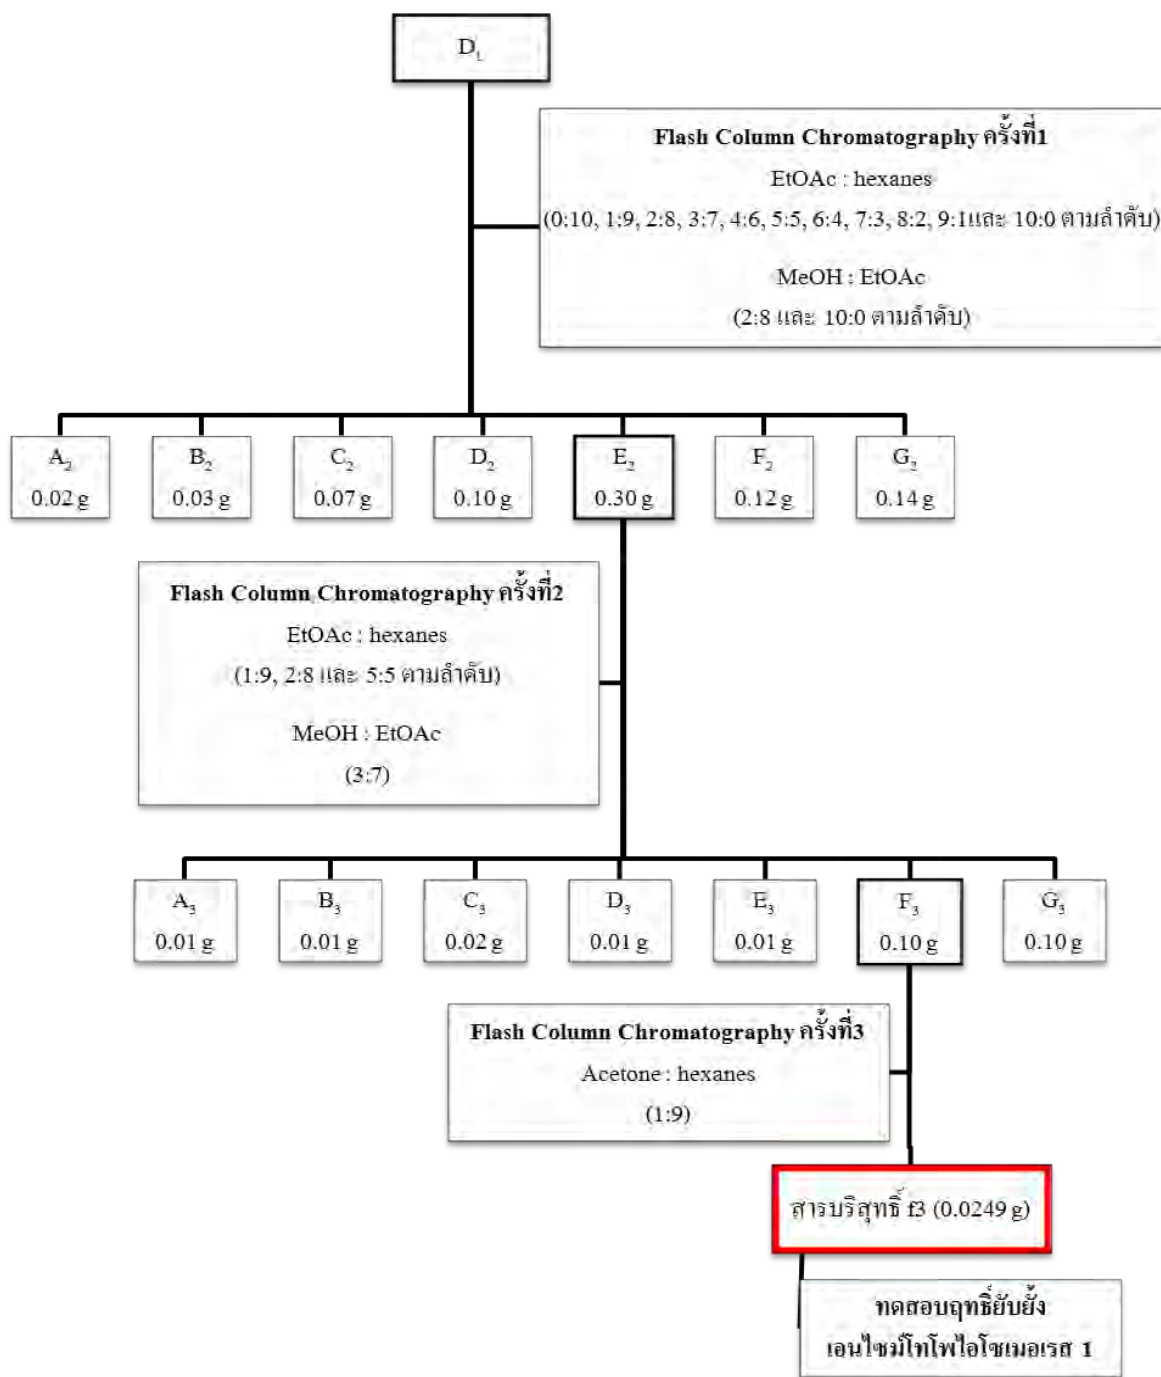 D₁
Flash Column Chromatography ครั้งที่1
EtOAc : hexanes
(0:10, 1:9, 2:8, 3:7, 4:6, 5:5, 6:4, 7:3, 8:2, 9:1และ 10:0 ตามลำดับ)
MeOH : EtOAc
(2:8 และ 10:0 ตามลำดับ)
A₂
0.02 g
B₂
0.03 g
C₂
0.07 g
D₂
0.10 g
E₂
0.30 g
F₂
0.12 g
G₂
0.14 g
Flash Column Chromatography ครั้งที่2
EtOAc : hexanes
(1:9, 2:8 และ 5:5 ตามลำดับ)
MeOH : EtOAc
(3:7)
A₃
0.01 g
B₃
0.01 g
C₃
0.02 g
D₃
0.01 g
E₃
0.01 g
F₃
0.10 g
G₃
0.10 g
Flash Column Chromatography ครั้งที่3
Acetone : hexanes
(1:9)
สารบริสุทธิ์ f3 (0.0249 g)
ทดสอบฤทธิ์ยับยั้ง
เอนไซม์โทโพไอโซเมอเรส 1